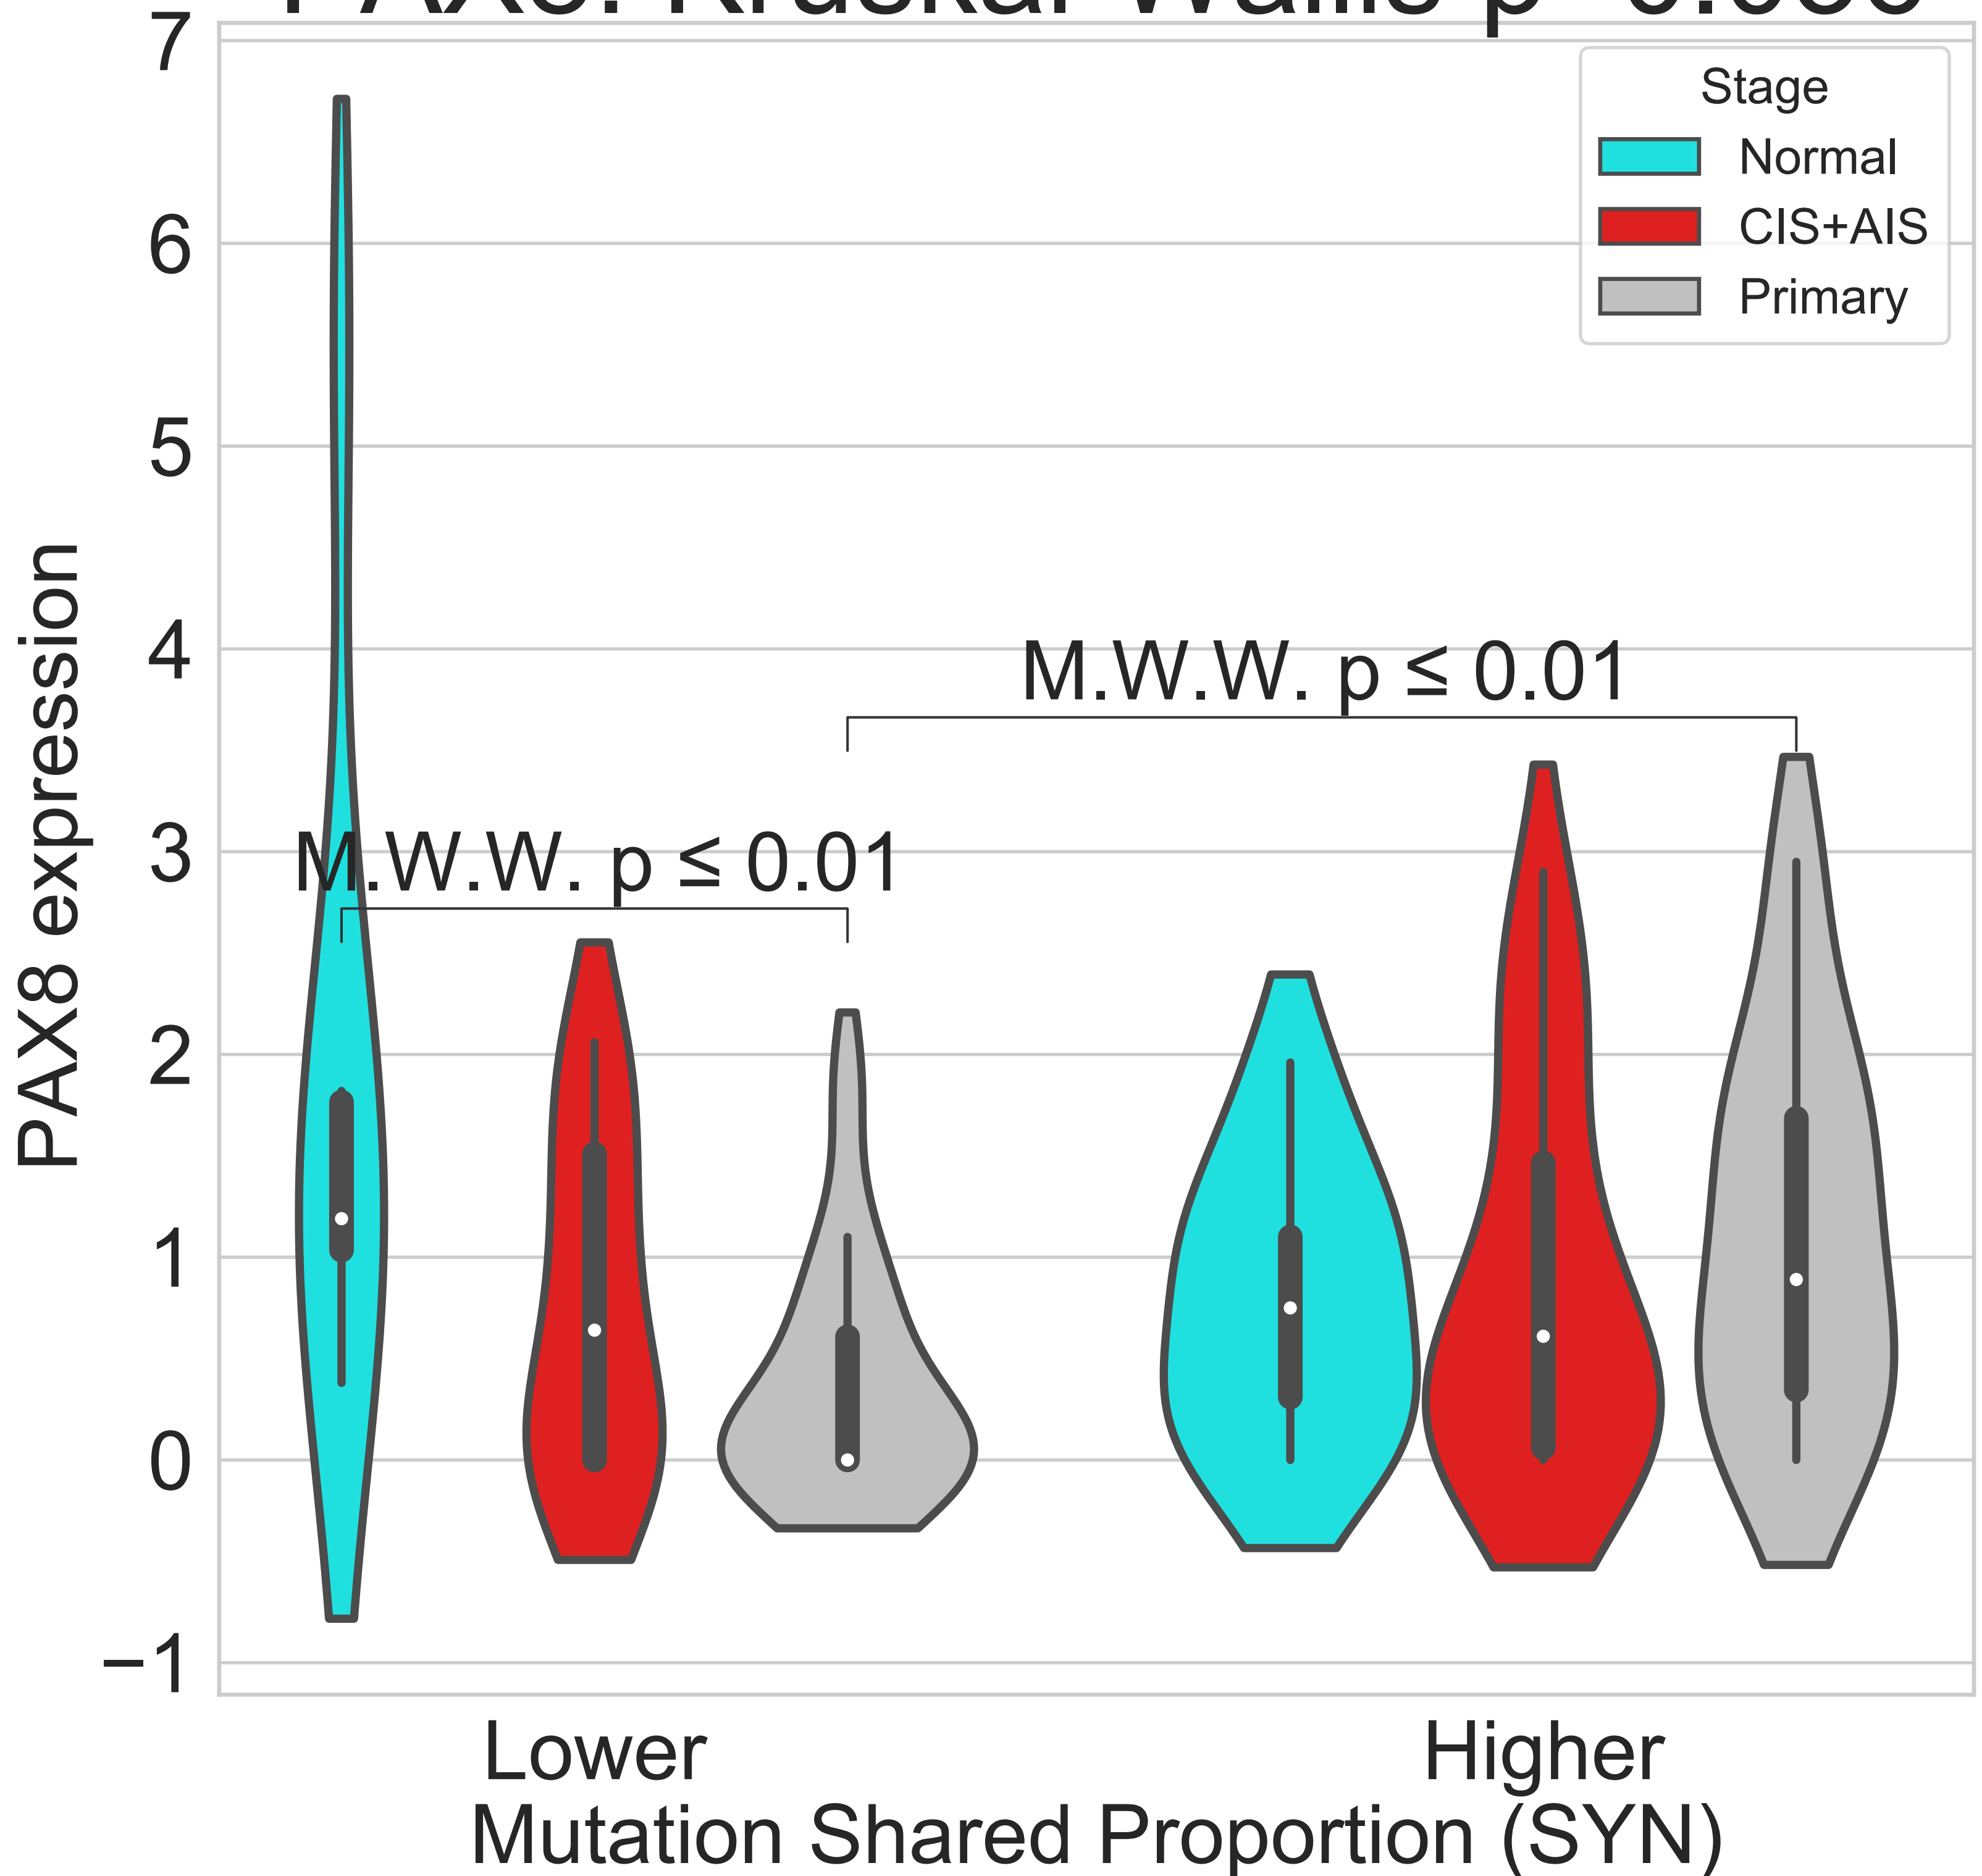 7
Stage
Normal
6
CIS+AIS
Primary
5
4
M.W.W. p ≤ 0.01
3
M.W.W. p ≤ 0.01
PAX8 expression
2
1
0
−1
Lower
Higher
Mutation Shared Proportion (SYN)